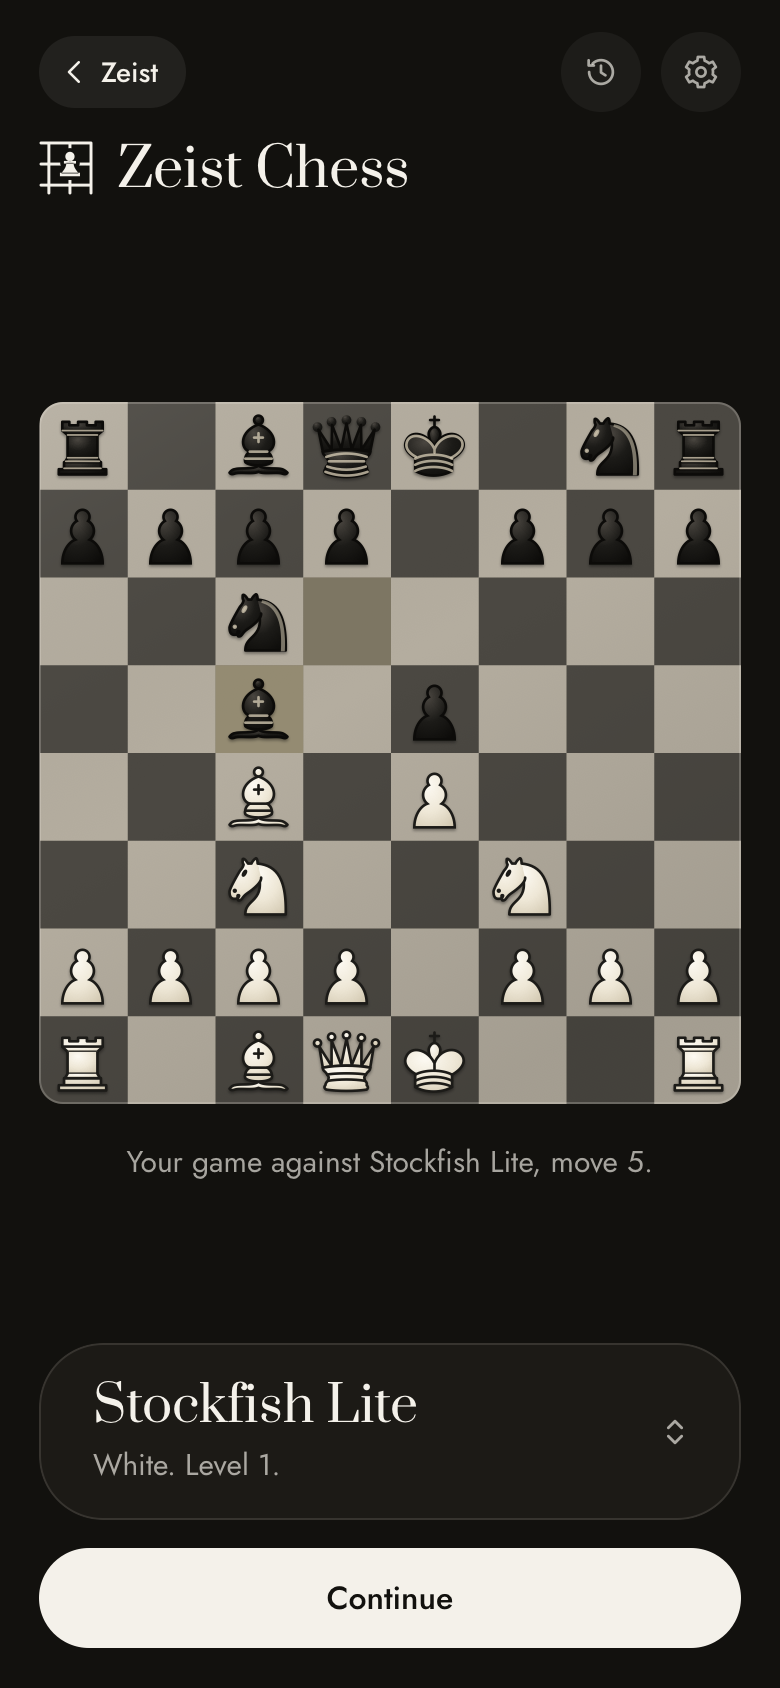 Zeist
Zeist Chess
Your game against Stockfish Lite, move 5.
Stockfish Lite
White. Level 1.
Continue